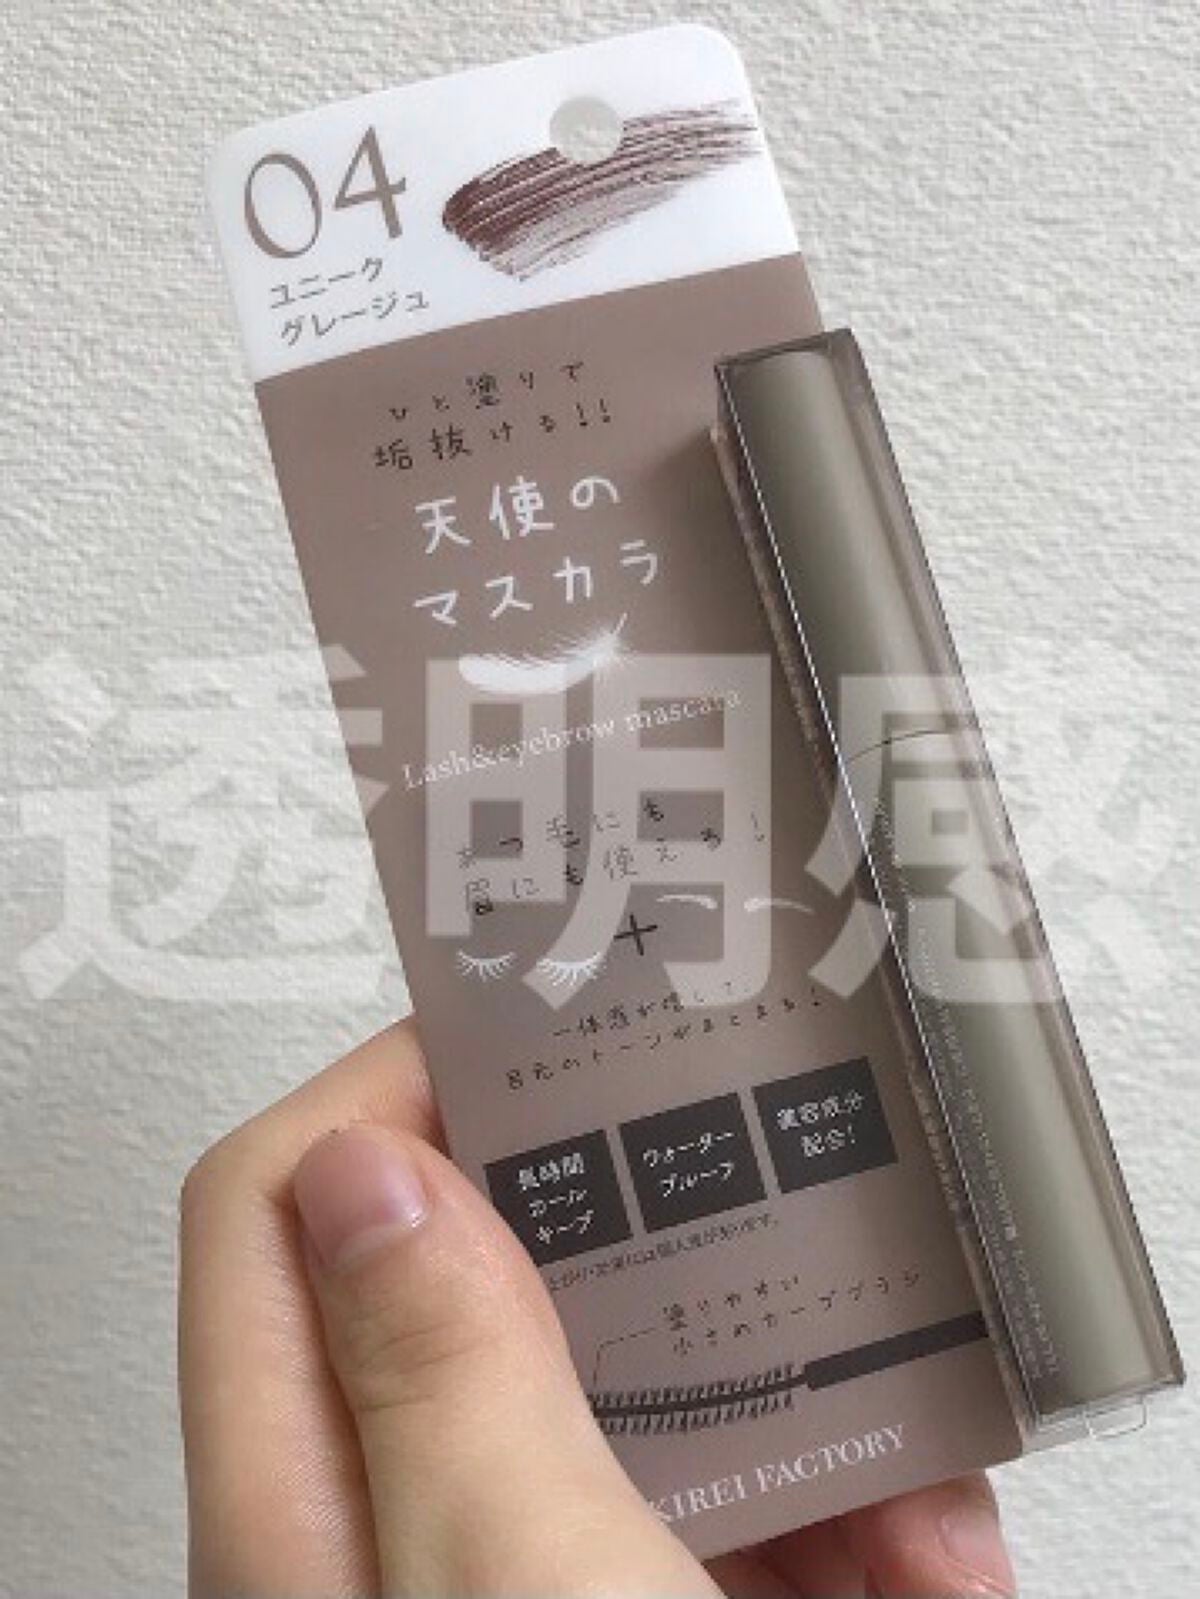 04
ユニーク
グレージュ
ひと塗りで
垢抜ける!!
天使の
マスカラ
Lash&eyebrow mascara
透明感
まつ毛にも
眉にも使える!
+
一体感が増して
目元のトーンがまとまる!
長時間
カール
キープ
ウォーター
プルーフ
美容成分
配合!
塗りやすい
小さめカーブブラシ
KIREI FACTORY